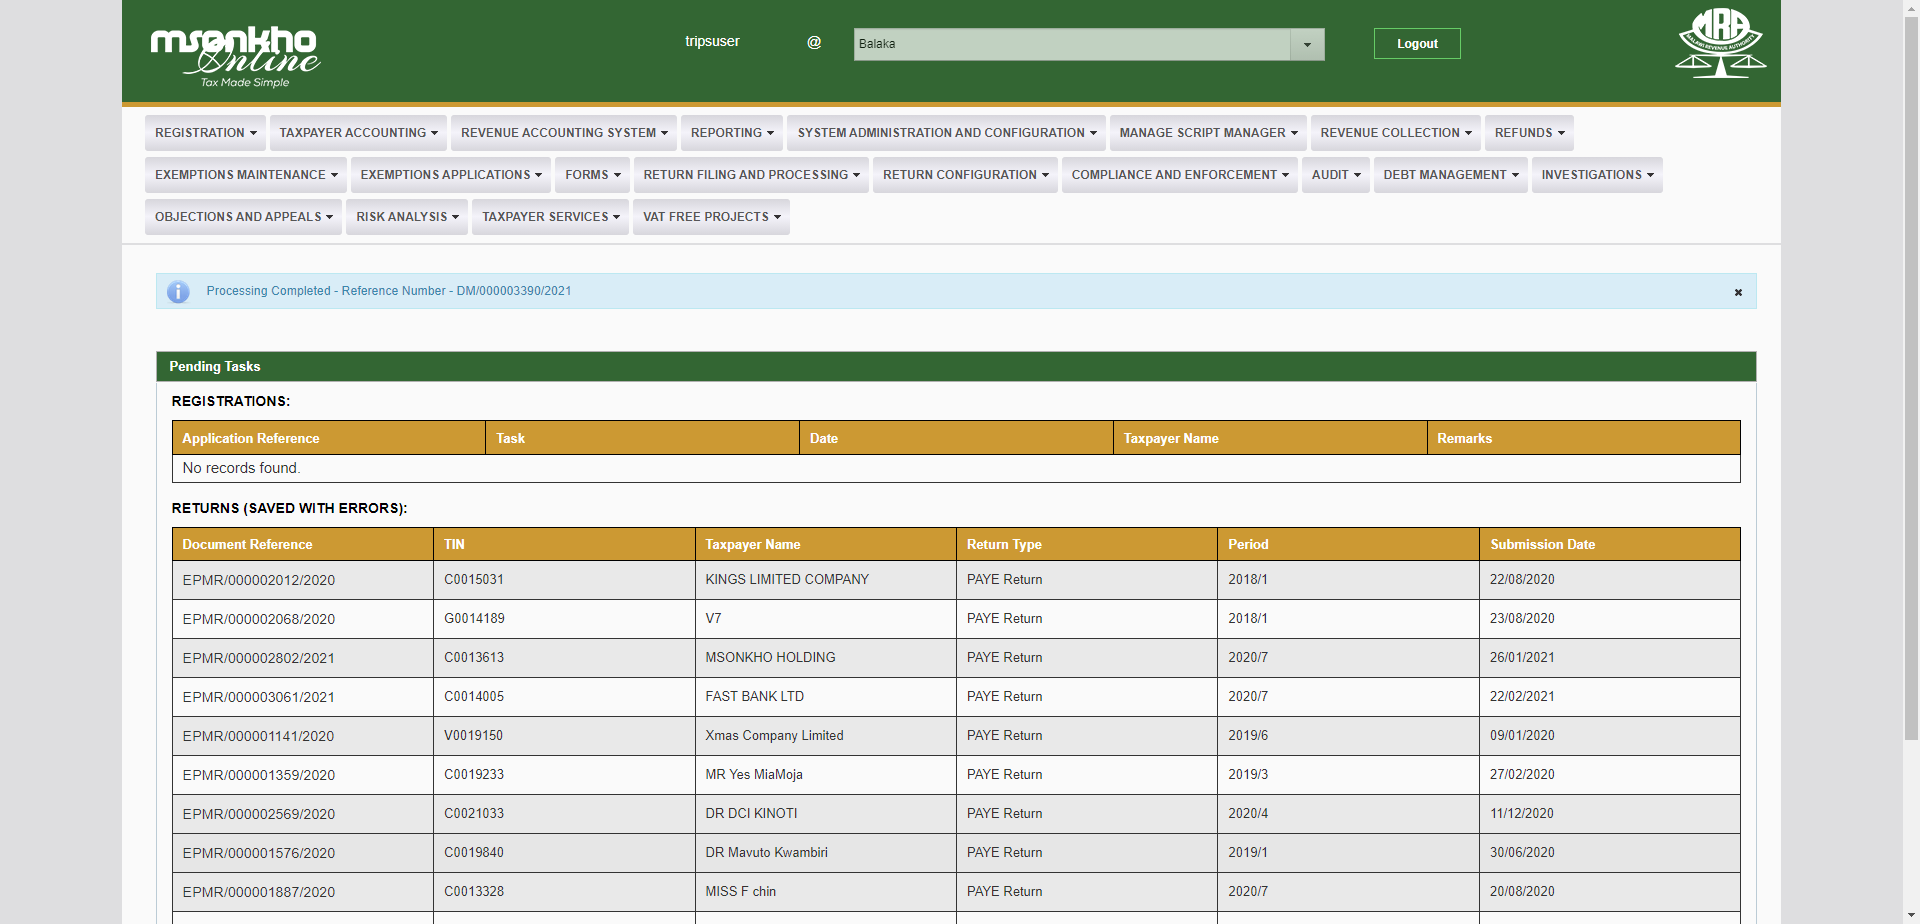 msonkho
Online
Tax Made Simple
tripsuser @ Balaka Logout
MRA
MALAWI REVENUE AUTHORITY
REGISTRATION TAXPAYER ACCOUNTING REVENUE ACCOUNTING SYSTEM REPORTING SYSTEM ADMINISTRATION AND CONFIGURATION MANAGE SCRIPT MANAGER REVENUE COLLECTION REFUNDS
EXEMPTIONS MAINTENANCE EXEMPTIONS APPLICATIONS FORMS RETURN FILING AND PROCESSING RETURN CONFIGURATION COMPLIANCE AND ENFORCEMENT AUDIT DEBT MANAGEMENT INVESTIGATIONS
OBJECTIONS AND APPEALS RISK ANALYSIS TAXPAYER SERVICES VAT FREE PROJECTS
Processing Completed - Reference Number - DM/000003390/2021
Pending Tasks
REGISTRATIONS:
Application Reference Task Date Taxpayer Name Remarks
No records found.
RETURNS (SAVED WITH ERRORS):
Document Reference TIN Taxpayer Name Return Type Period Submission Date
EPMR/000002012/2020 C0015031 KINGS LIMITED COMPANY PAYE Return 2018/1 22/08/2020
EPMR/000002068/2020 G0014189 V7 PAYE Return 2018/1 23/08/2020
EPMR/000002802/2021 C0013613 MSONKHO HOLDING PAYE Return 2020/7 26/01/2021
EPMR/000003061/2021 C0014005 FAST BANK LTD PAYE Return 2020/7 22/02/2021
EPMR/000001141/2020 V0019150 Xmas Company Limited PAYE Return 2019/6 09/01/2020
EPMR/000001359/2020 C0019233 MR Yes MiaMoja PAYE Return 2019/3 27/02/2020
EPMR/000002569/2020 C0021033 DR DCI KINOTI PAYE Return 2020/4 11/12/2020
EPMR/000001576/2020 C0019840 DR Mavuto Kwambiri PAYE Return 2019/1 30/06/2020
EPMR/000001887/2020 C0013328 MISS F chin PAYE Return 2020/7 20/08/2020